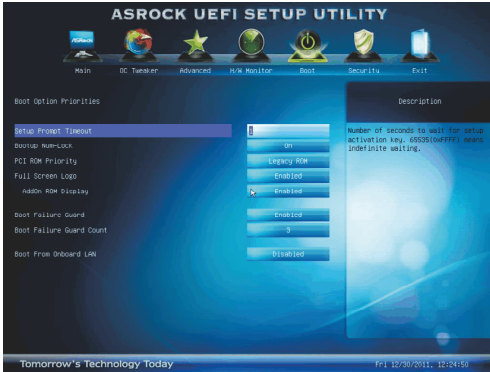 ASROCK UEFI SETUP UTILITY
ASRock
Main OC Tweaker Advanced H/W Monitor Boot Security Exit
Boot Option Priorities
Description
Setup Prompt Timeout
Number of seconds to wait for setup
activation key. 65535(0xFFFF) means
indefinite waiting.
Bootup Num-Lock On
PCI ROM Priority Legacy ROM
Full Screen Logo Enabled
AddOn ROM Display Enabled
Boot Failure Guard Enabled
Boot Failure Guard Count 3
Boot From Onboard LAN Disabled
Tomorrow's Technology Today
Fri 12/30/2011, 12:24:50